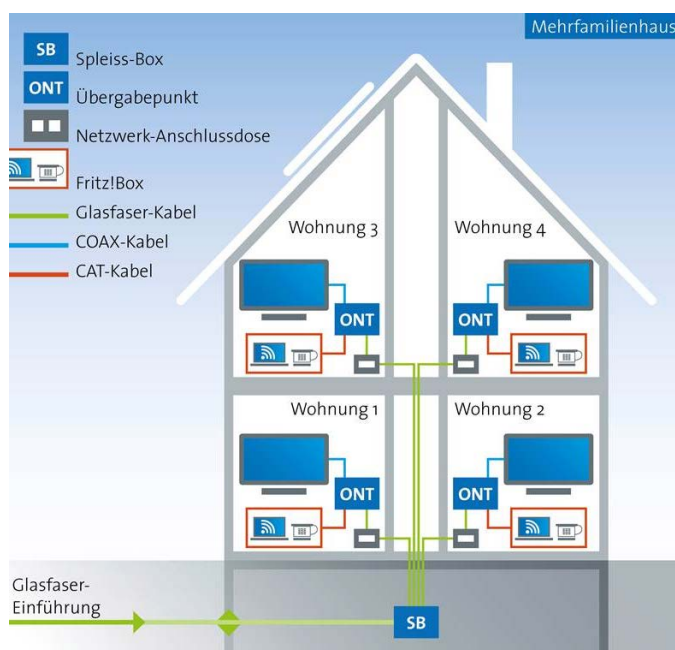 Mehrfamilienhaus
SB
Spleiss-Box
ONT
Übergabepunkt
Netzwerk-Anschlussdose
Fritz!Box
Glasfaser-Kabel
COAX-Kabel
CAT-Kabel
Wohnung 3
Wohnung 4
ONT
ONT
Wohnung 1
Wohnung 2
ONT
ONT
Glasfaser-
Einführung
SB